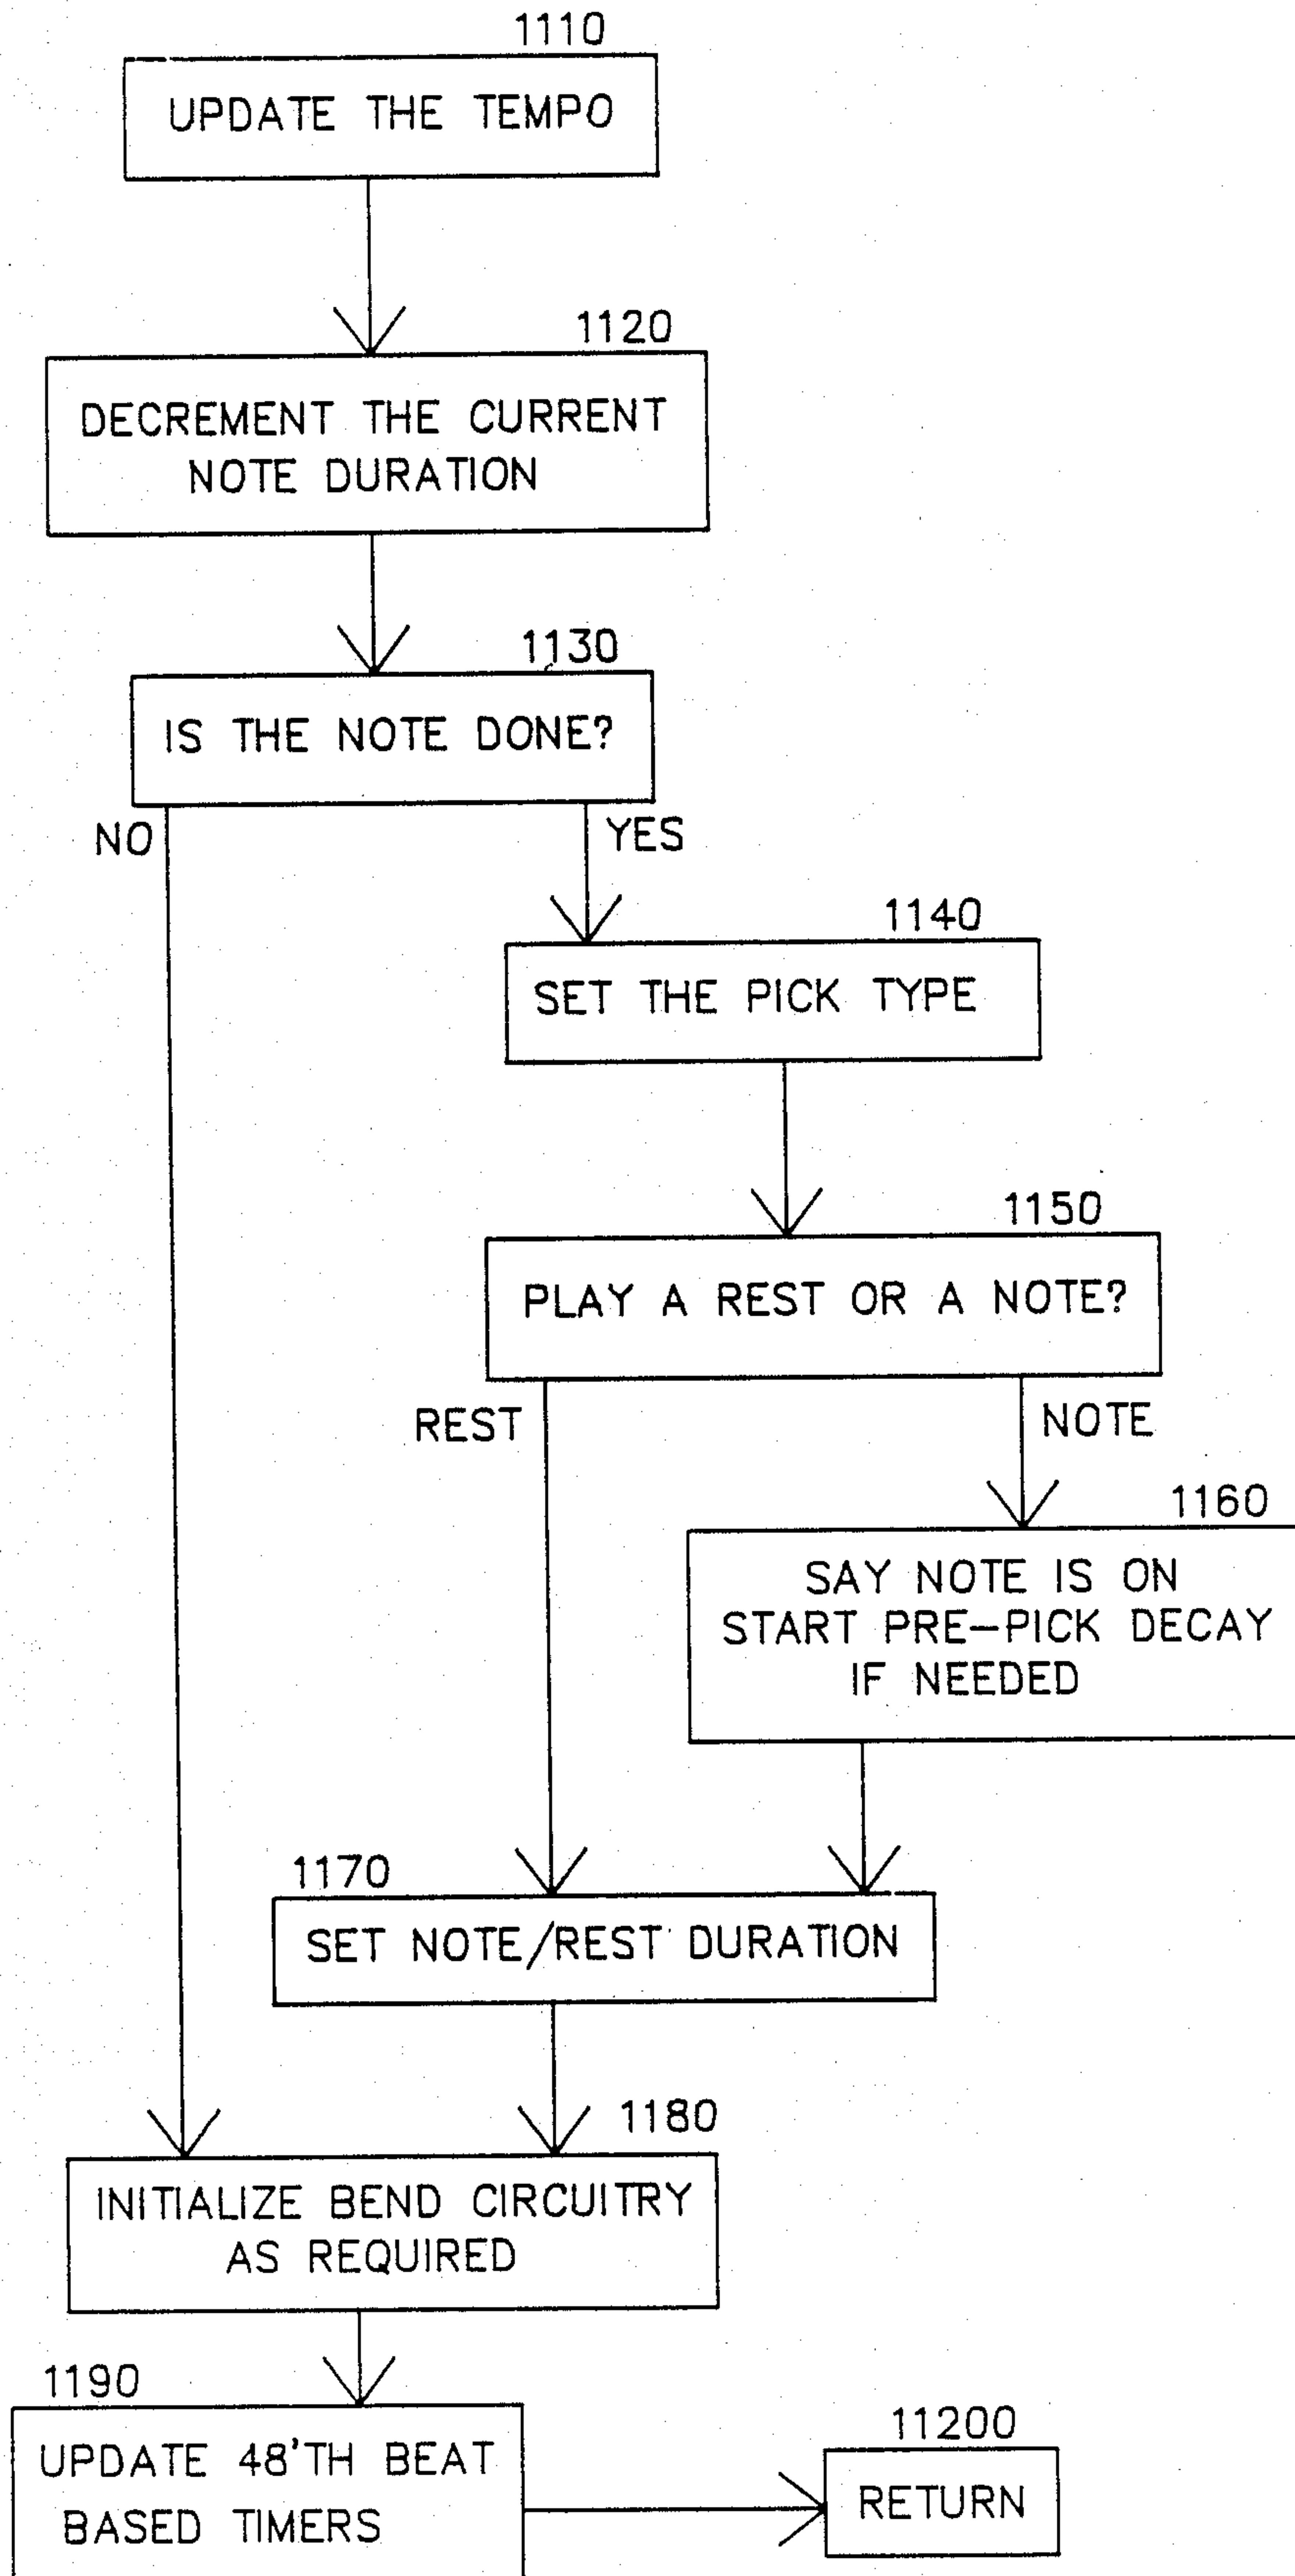 1110
UPDATE THE TEMPO
1120
DECREMENT THE CURRENT
NOTE DURATION
1130
IS THE NOTE DONE?
NO
YES
1140
SET THE PICK TYPE
1150
PLAY A REST OR A NOTE?
REST
NOTE
1160
SAY NOTE IS ON
START PRE-PICK DECAY
IF NEEDED
1170
SET NOTE/REST DURATION
1180
INITIALIZE BEND CIRCUITRY
AS REQUIRED
1190
UPDATE 48'TH BEAT
BASED TIMERS
11200
RETURN